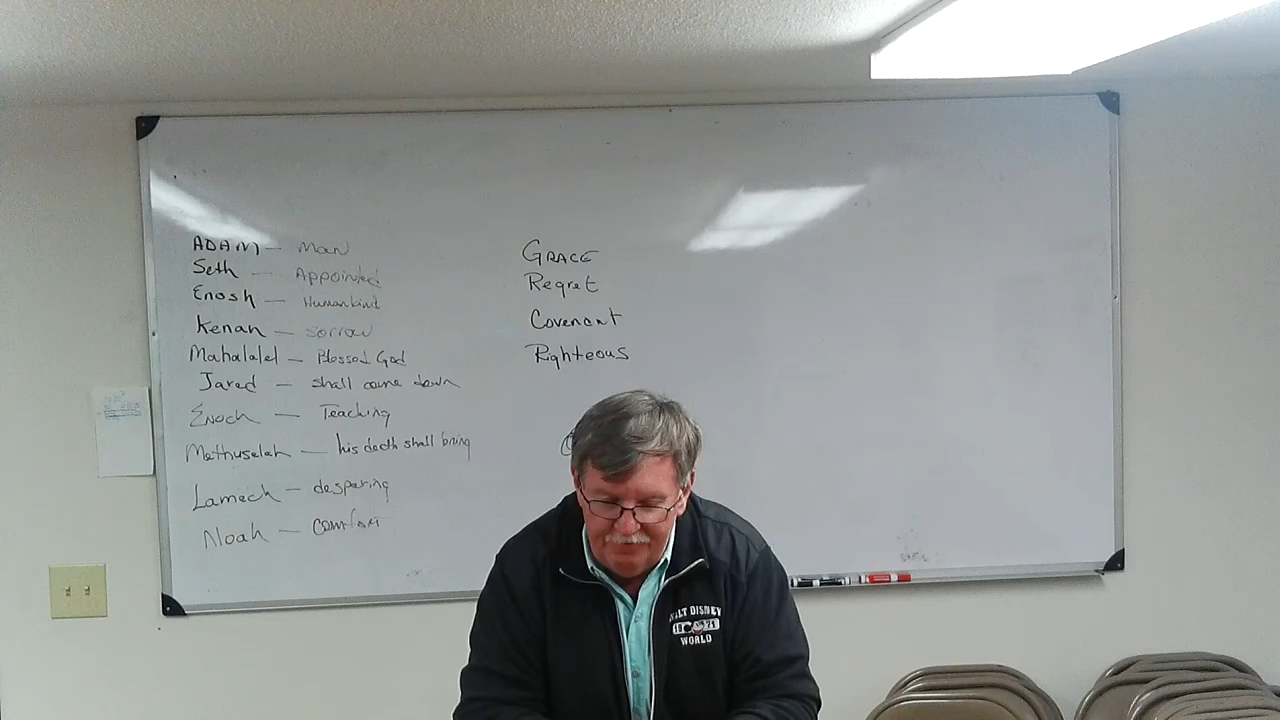 ADAM — Man
Seth — Appointed
Enosh — Humankind
Kenan — Sorrow
Mahalalel — Blessed God
Jared — shall come down
Enoch — Teaching
Methuselah — his death shall bring
Lamech — desparing
Noah — comfort
GRACE
Regret
Covenant
Righteous
WALT DISNEY
WORLD